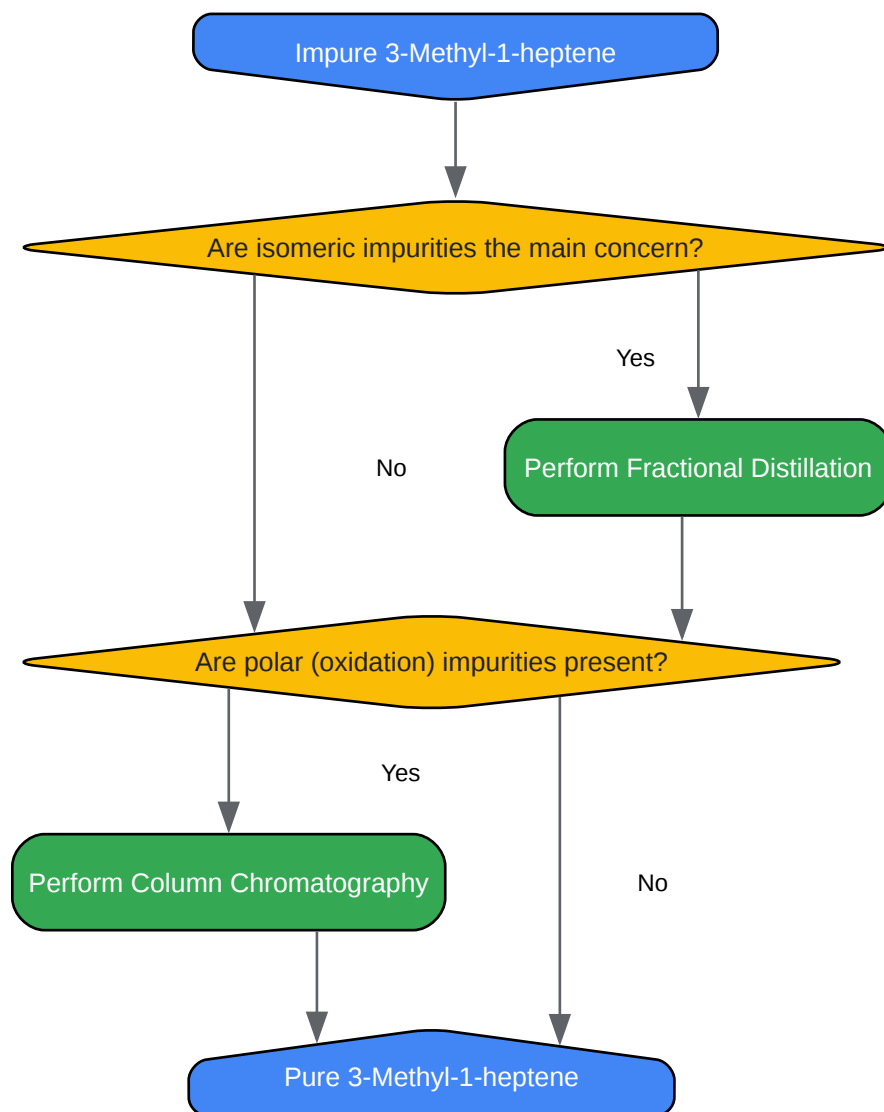 Impure 3-Methyl-1-heptene
Are isomeric impurities the main concern?
Yes
No
Perform Fractional Distillation
Are polar (oxidation) impurities present?
Yes
Perform Column Chromatography
No
Pure 3-Methyl-1-heptene